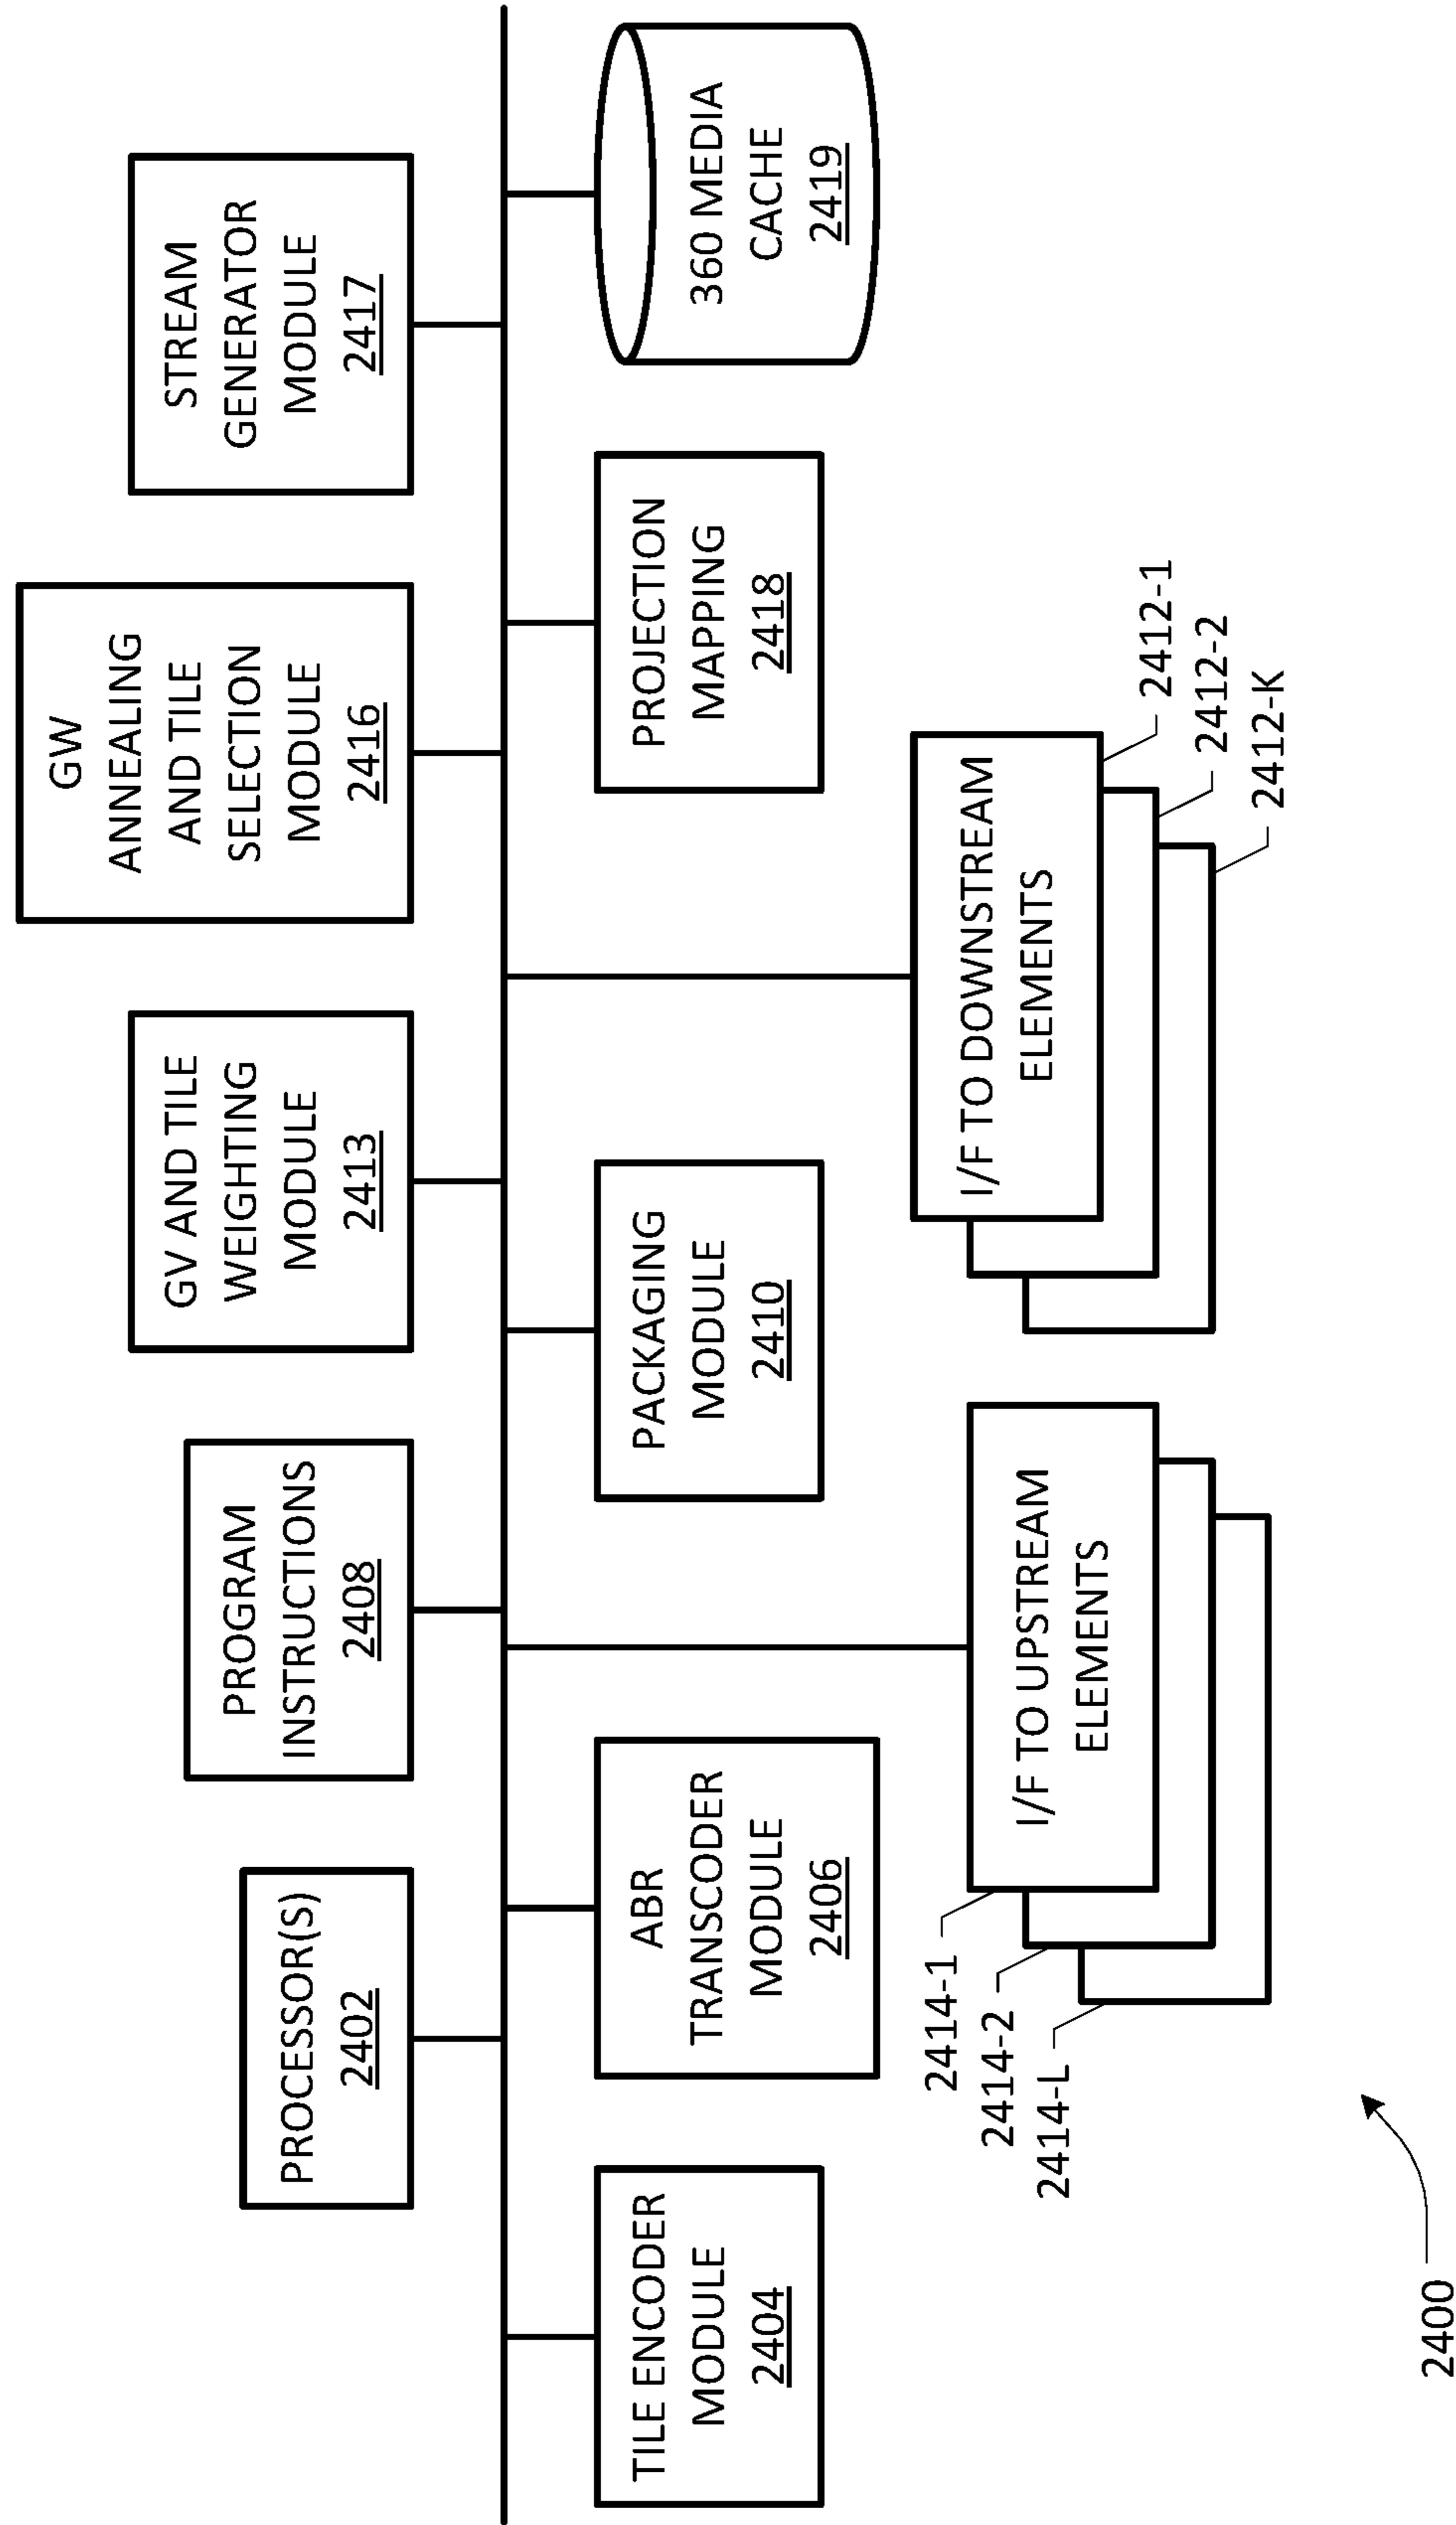 PROCESSOR(S)
2402
PROGRAM
INSTRUCTIONS
2408
GV AND TILE
WEIGHTING
MODULE
2413
GW
ANNEALING
AND TILE
SELECTION
MODULE
2416
STREAM
GENERATOR
MODULE
2417
TILE ENCODER
MODULE
2404
ABR
TRANSCODER
MODULE
2406
PACKAGING
MODULE
2410
PROJECTION
MAPPING
2418
360 MEDIA
CACHE
2419
I/F TO UPSTREAM
ELEMENTS
2414-1
2414-2
2414-L
I/F TO DOWNSTREAM
ELEMENTS
2412-1
2412-2
2412-K
2400